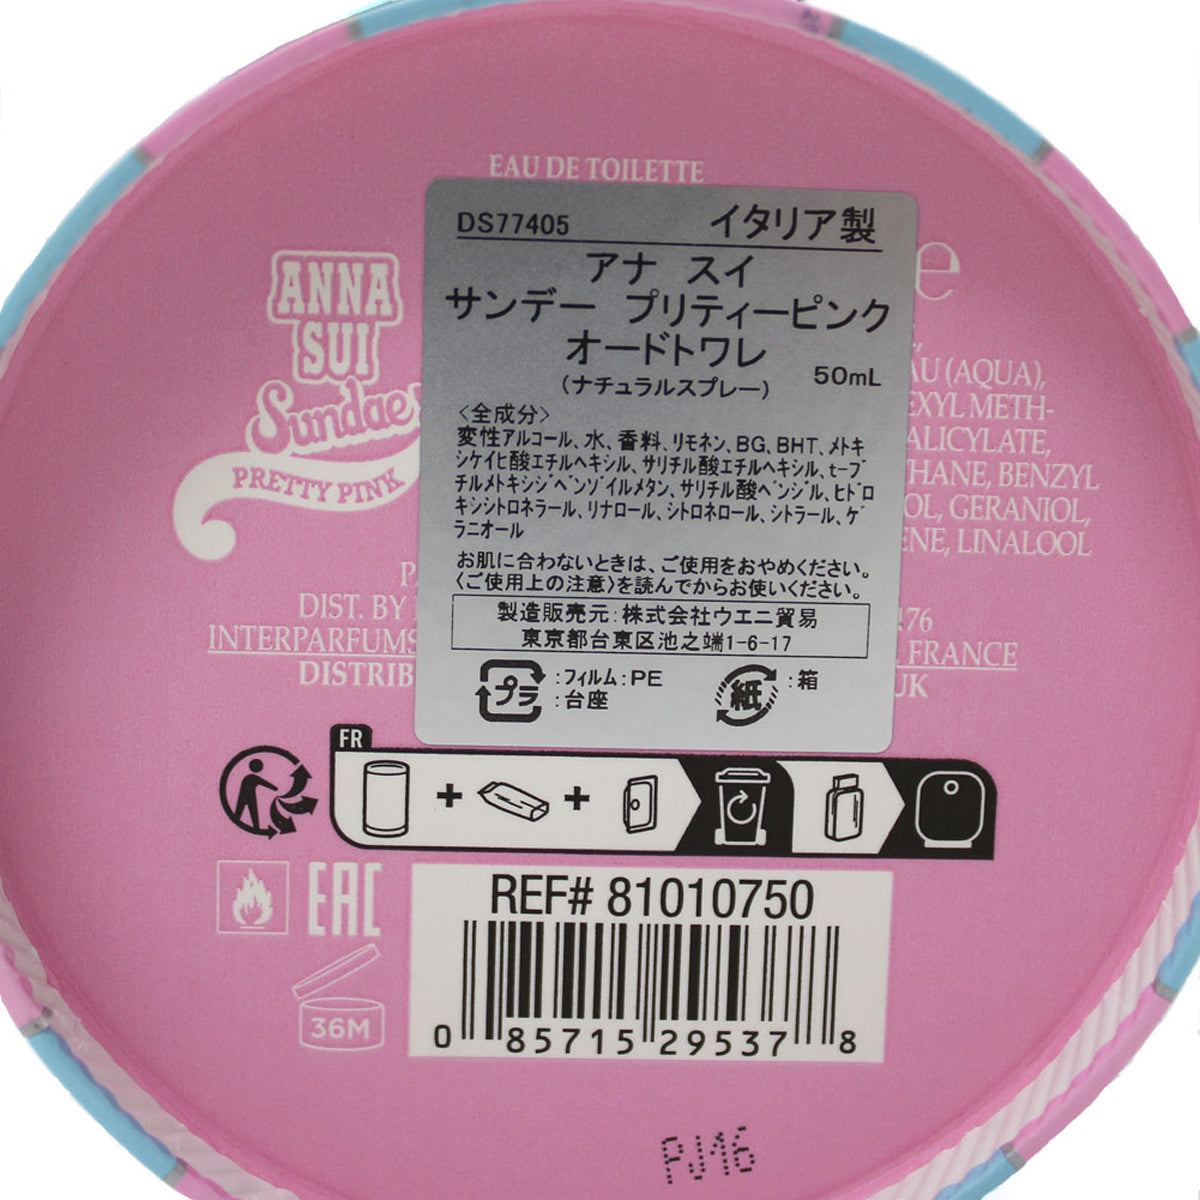 EAU DE TOILETTE
DS77405 イタリア製
アナ スイ
サンデー プリティーピンク
オードトワレ
(ナチュラルスプレー) 50mL
<全成分>
変性アルコール、水、香料、リモネン、BG、BHT、メトキ
シケイヒ酸エチルヘキシル、サリチル酸エチルヘキシル、t-ブ
チルメトキシジベンゾイルメタン、サリチル酸ベンジル、ヒドロ
キシシトロネラール、リナロール、シトロネロール、シトラール、ゲ
ラニオール
お肌に合わないときは、ご使用をおやめください。
〈ご使用上の注意〉を読んでからお使いください。
製造販売元:株式会社ウエニ貿易
東京都台東区池之端1-6-17
プラ :フィルム:PE
:台座
紙 :箱
ANNA
SUI
Sundae
PRETTY PINK
AU (AQUA),
EXYL METH-
ALICYLATE,
THANE, BENZYL
OL, GERANIOL,
ENE, LINALOOL
DIST. BY
476
INTERPARFUMS
FRANCE
DISTRIB
UK
FR
EAC
36M
REF# 81010750
0 85715 29537 8
PJ16